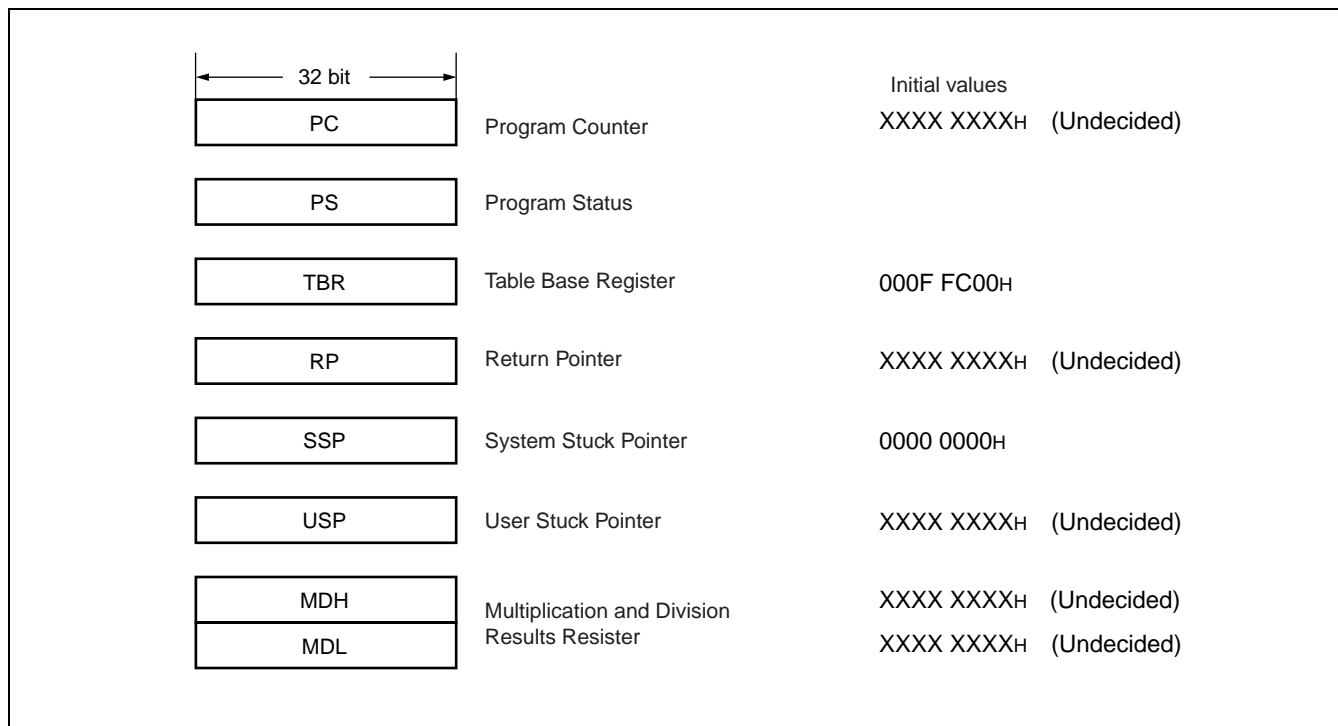 32 bit
Initial values
PC Program Counter XXXX XXXXH (Undecided)
PS Program Status
TBR Table Base Register 000F FC00H
RP Return Pointer XXXX XXXXH (Undecided)
SSP System Stuck Pointer 0000 0000H
USP User Stuck Pointer XXXX XXXXH (Undecided)
MDH Multiplication and Division XXXX XXXXH (Undecided)
MDL Results Resister XXXX XXXXH (Undecided)